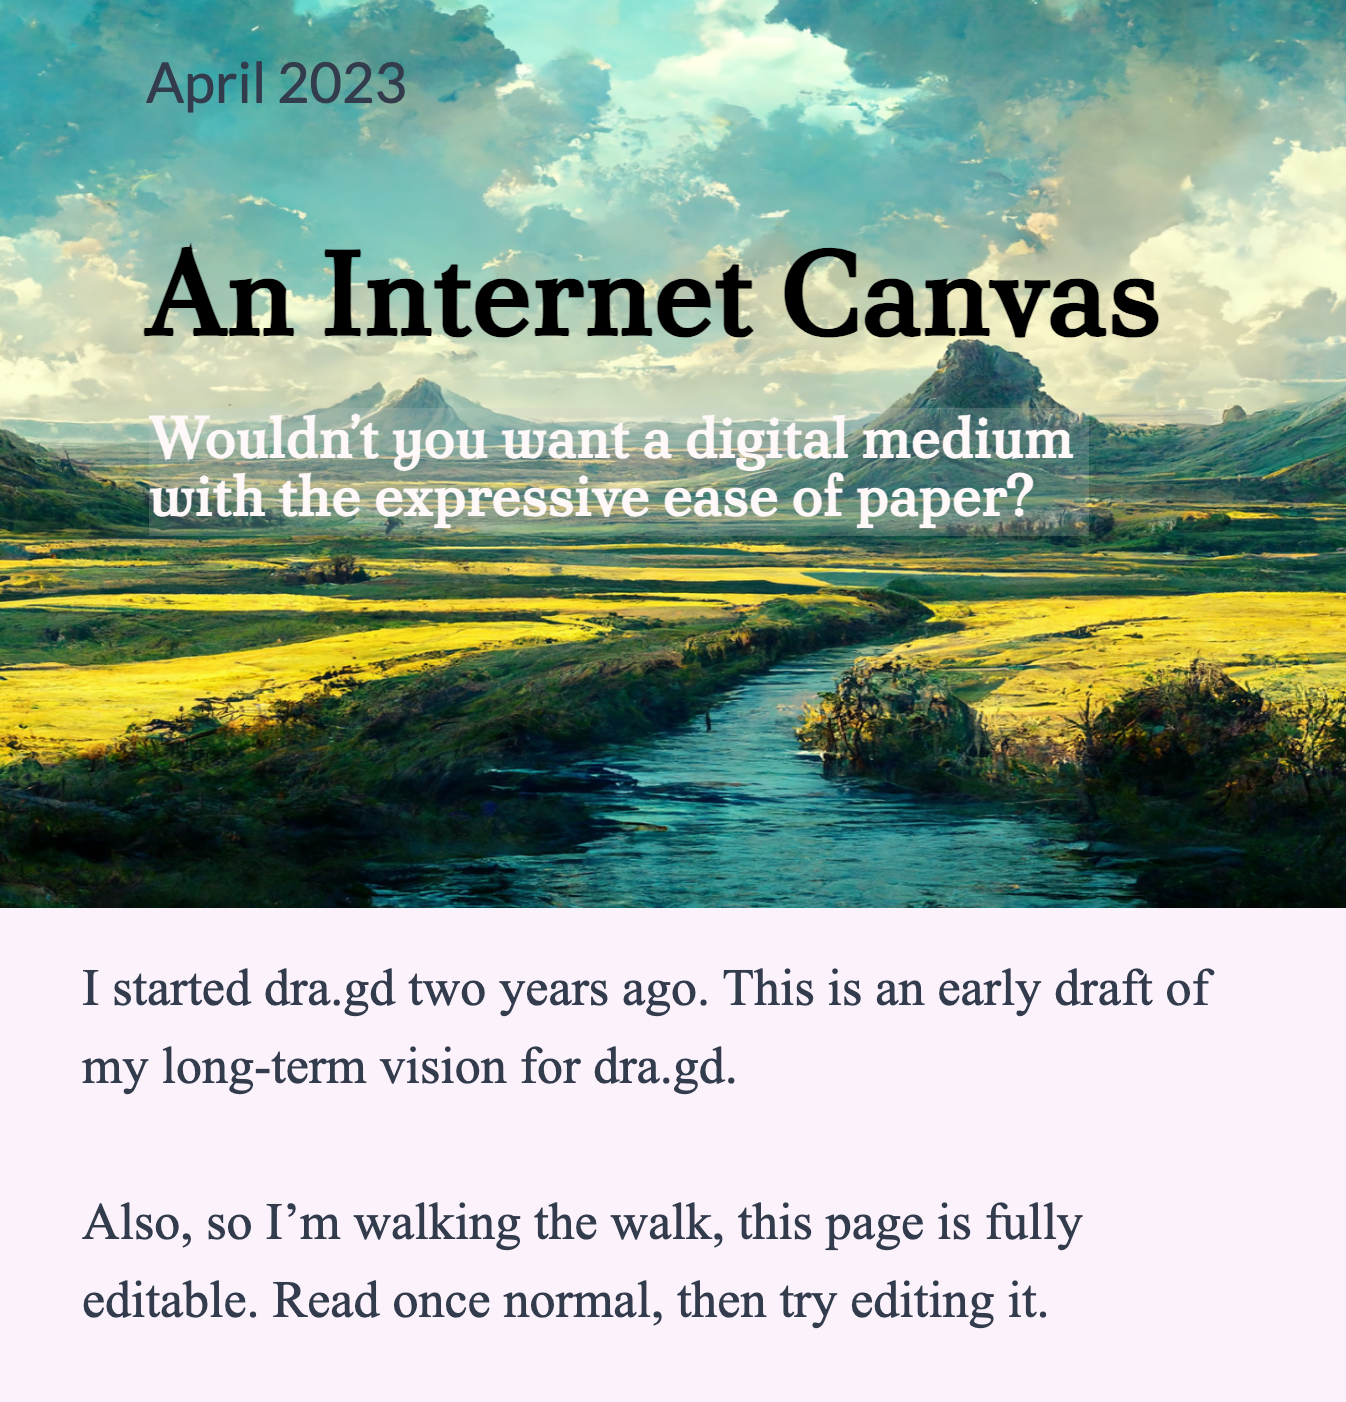 April 2023
An Internet Canvas
Wouldn’t you want a digital medium
with the expressive ease of paper?
I started dra.gd two years ago. This is an early draft of
my long-term vision for dra.gd.
Also, so I’m walking the walk, this page is fully
editable. Read once normal, then try editing it.